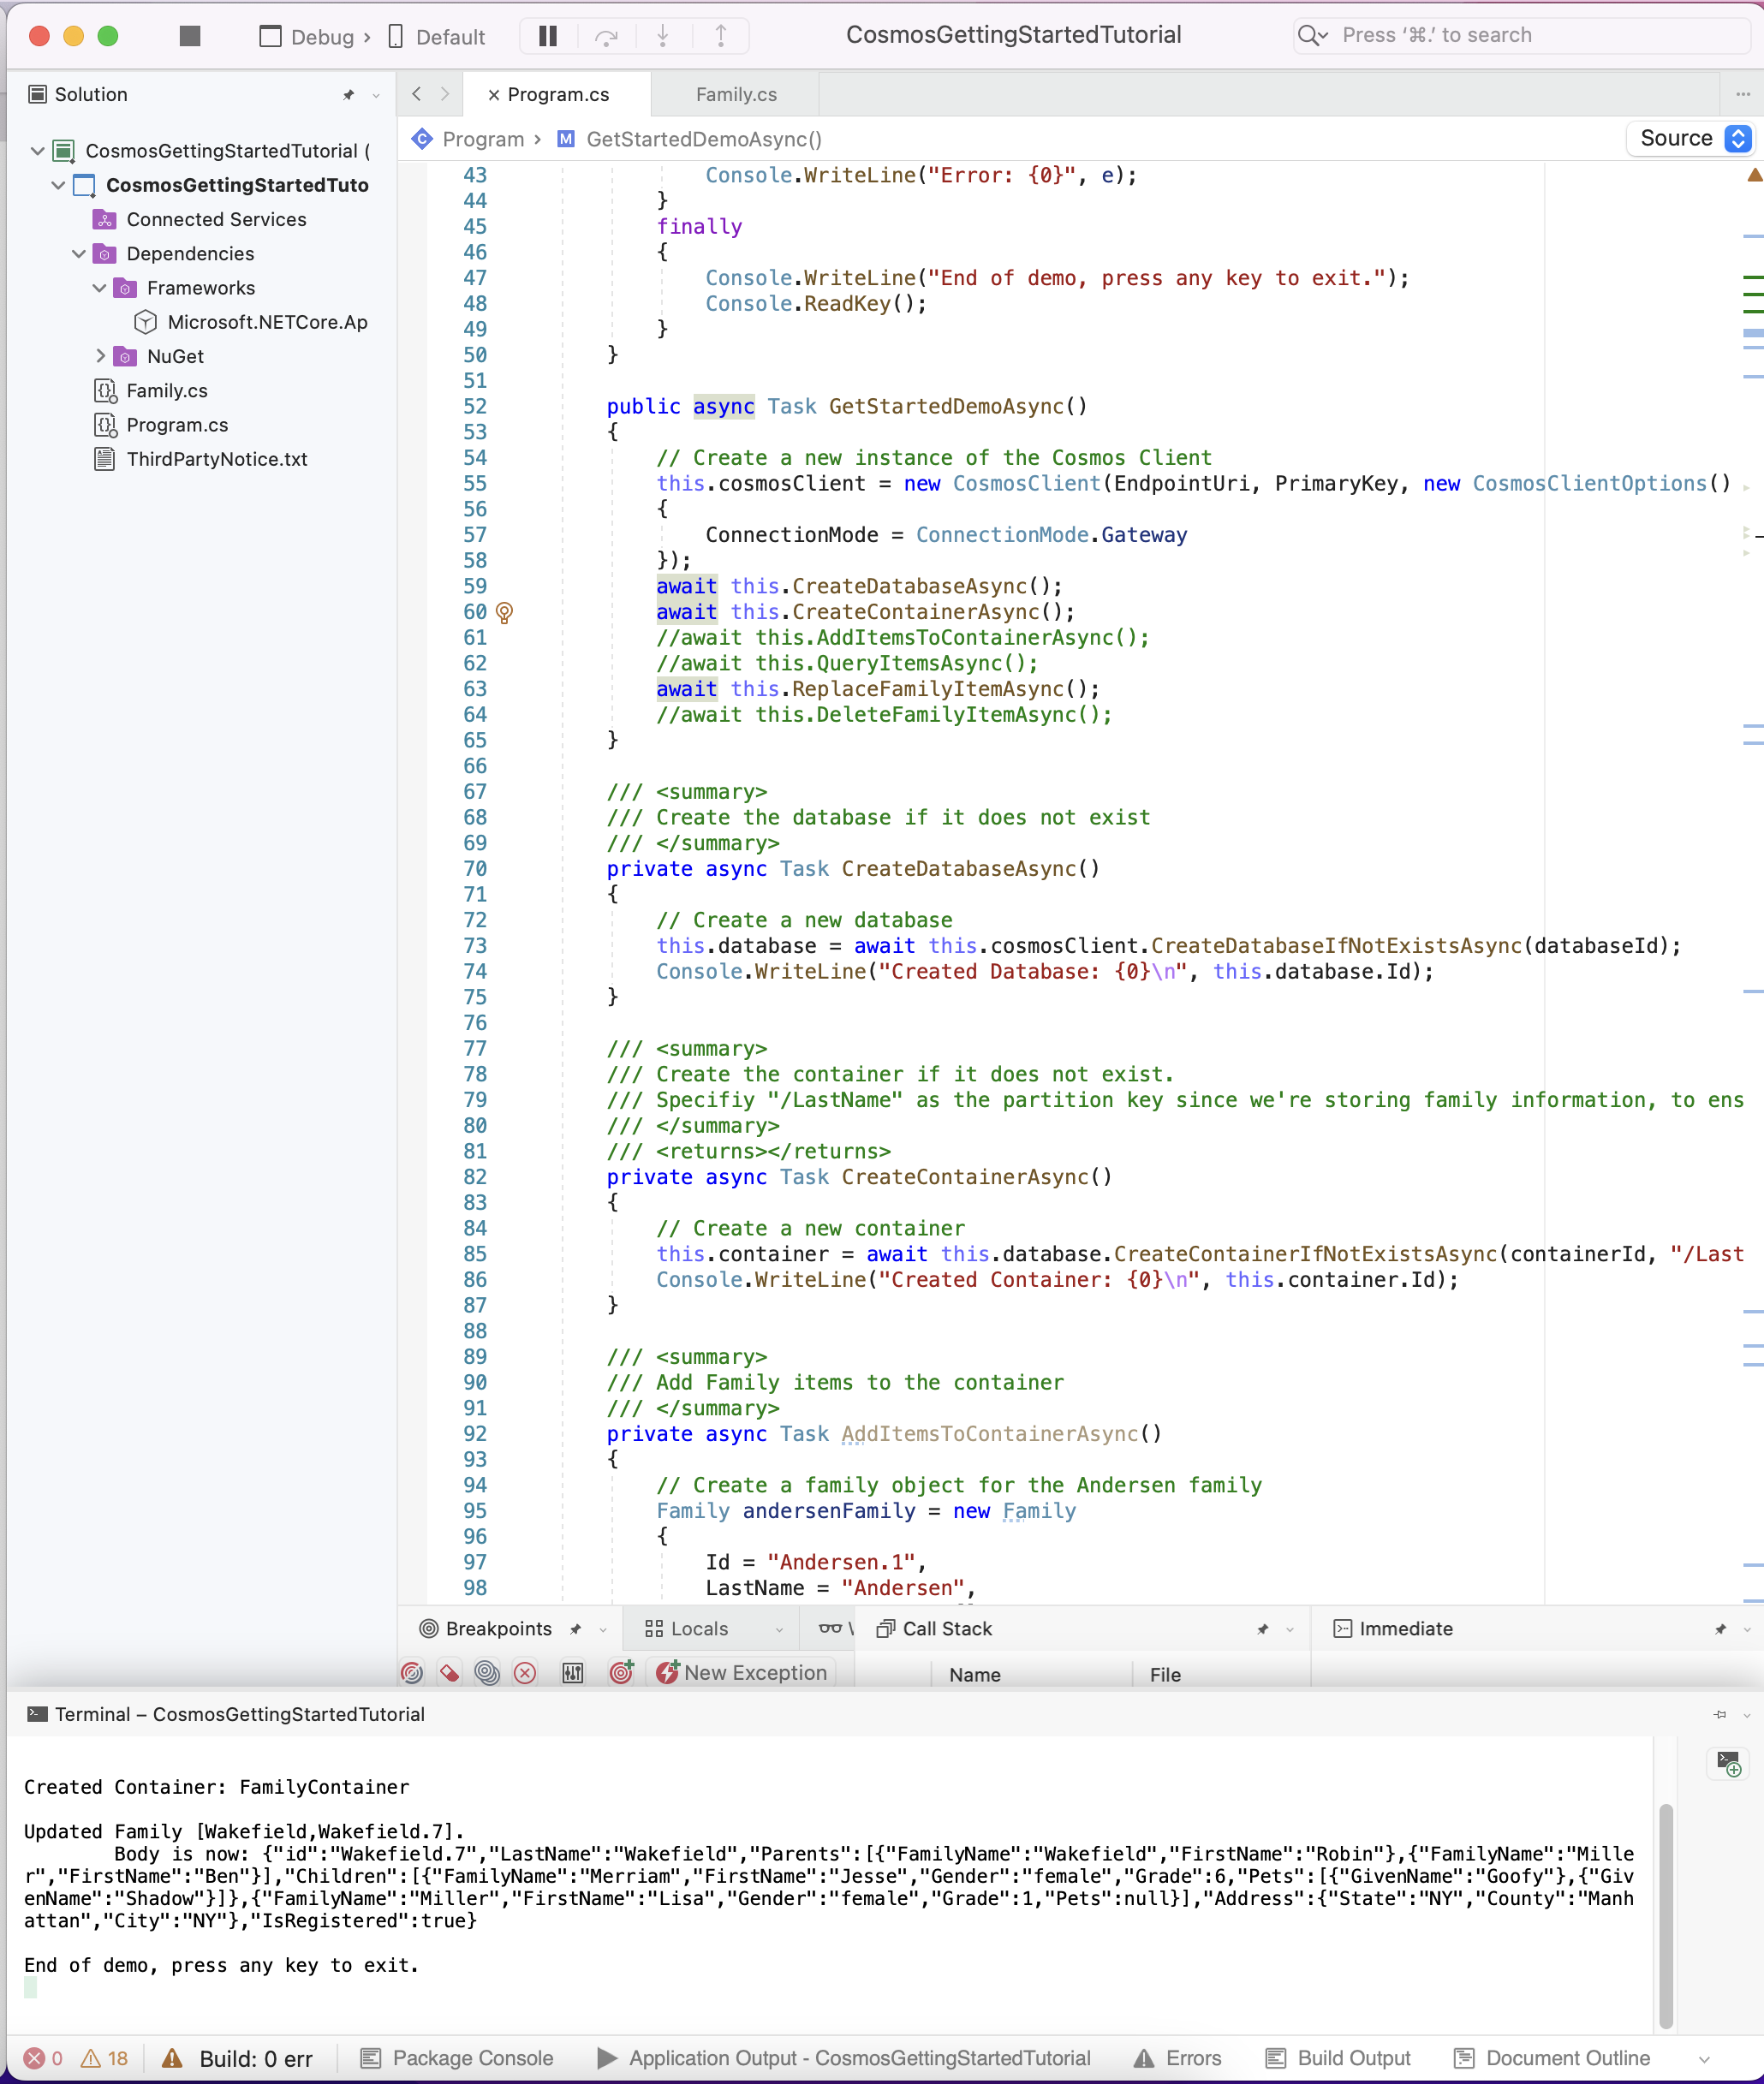 Debug › Default
CosmosGettingStartedTutorial
Press ‘⌘.’ to search
Solution
Program.cs
Family.cs
CosmosGettingStartedTutorial (
CosmosGettingStartedTuto
Connected Services
Dependencies
Frameworks
Microsoft.NETCore.Ap
NuGet
Family.cs
Program.cs
ThirdPartyNotice.txt
Program › M GetStartedDemoAsync()
Source
43 Console.WriteLine("Error: {0}", e);
44 }
45 finally
46 {
47 Console.WriteLine("End of demo, press any key to exit.");
48 Console.ReadKey();
49 }
50 }
51
52 public async Task GetStartedDemoAsync()
53 {
54 // Create a new instance of the Cosmos Client
55 this.cosmosClient = new CosmosClient(EndpointUri, PrimaryKey, new CosmosClientOptions()
56 {
57 ConnectionMode = ConnectionMode.Gateway
58 });
59 await this.CreateDatabaseAsync();
60 await this.CreateContainerAsync();
61 //await this.AddItemsToContainerAsync();
62 //await this.QueryItemsAsync();
63 await this.ReplaceFamilyItemAsync();
64 //await this.DeleteFamilyItemAsync();
65 }
66
67 /// <summary>
68 /// Create the database if it does not exist
69 /// </summary>
70 private async Task CreateDatabaseAsync()
71 {
72 // Create a new database
73 this.database = await this.cosmosClient.CreateDatabaseIfNotExistsAsync(databaseId);
74 Console.WriteLine("Created Database: {0}\n", this.database.Id);
75 }
76
77 /// <summary>
78 /// Create the container if it does not exist.
79 /// Specifiy "/LastName" as the partition key since we're storing family information, to ens
80 /// </summary>
81 /// <returns></returns>
82 private async Task CreateContainerAsync()
83 {
84 // Create a new container
85 this.container = await this.database.CreateContainerIfNotExistsAsync(containerId, "/Last
86 Console.WriteLine("Created Container: {0}\n", this.container.Id);
87 }
88
89 /// <summary>
90 /// Add Family items to the container
91 /// </summary>
92 private async Task AddItemsToContainerAsync()
93 {
94 // Create a family object for the Andersen family
95 Family andersenFamily = new Family
96 {
97 Id = "Andersen.1",
98 LastName = "Andersen",
Breakpoints
Locals
Call Stack
Immediate
New Exception
Name
File
Terminal – CosmosGettingStartedTutorial
Created Container: FamilyContainer
Updated Family [Wakefield,Wakefield.7].
Body is now: {"id":"Wakefield.7","LastName":"Wakefield","Parents":[{"FamilyName":"Wakefield","FirstName":"Robin"},{"FamilyName":"Mille
r","FirstName":"Ben"}],"Children":[{"FamilyName":"Merriam","FirstName":"Jesse","Gender":"female","Grade":6,"Pets":[{"GivenName":"Goofy"},{"Giv
enName":"Shadow"}]},{"FamilyName":"Miller","FirstName":"Lisa","Gender":"female","Grade":1,"Pets":null}],"Address":{"State":"NY","County":"Manh
attan","City":"NY"},"IsRegistered":true}
End of demo, press any key to exit.
0 18 Build: 0 err Package Console Application Output - CosmosGettingStartedTutorial Errors Build Output Document Outline